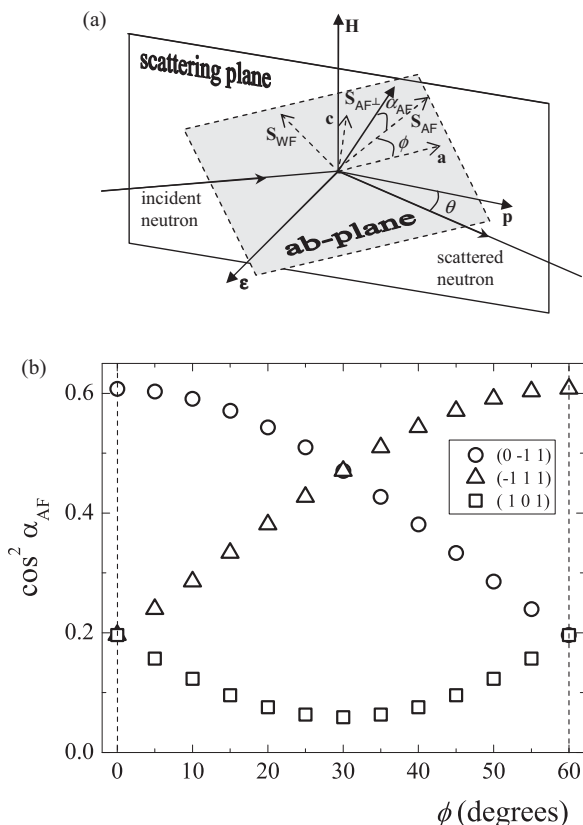 (a)
H
scattering plane
S_AF⊥
α_AF
c
S_AF
S_WF
ϕ
a
incident
neutron
θ
p
ab-plane
scattered
neutron
ε
(b)
0.6
(0 -1 1)
(-1 1 1)
( 1 0 1)
0.4
cos² α_AF
0.2
0.0
0 10 20 30 40 50 60
ϕ (degrees)